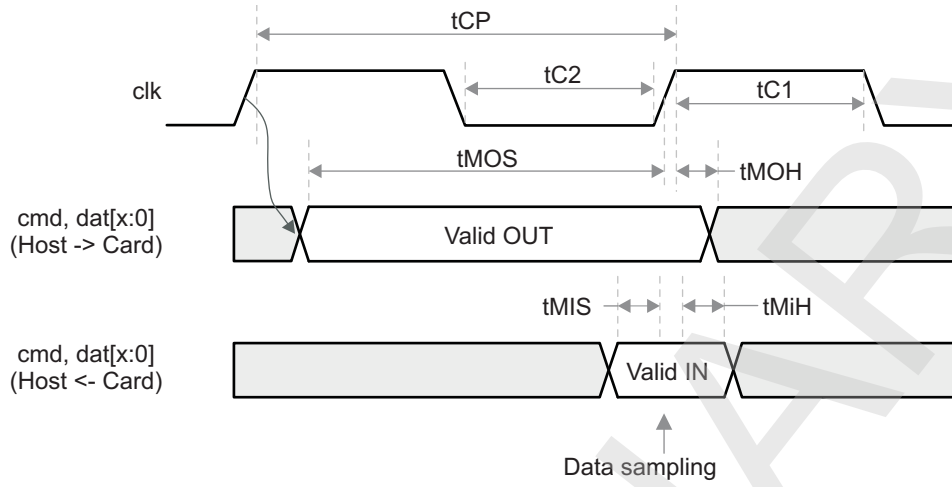 tCP
clk
tC2
tC1
tMOS
tMOH
cmd, dat[x:0]
(Host -> Card)
Valid OUT
tMIS
tMiH
cmd, dat[x:0]
(Host <- Card)
Valid IN
Data sampling